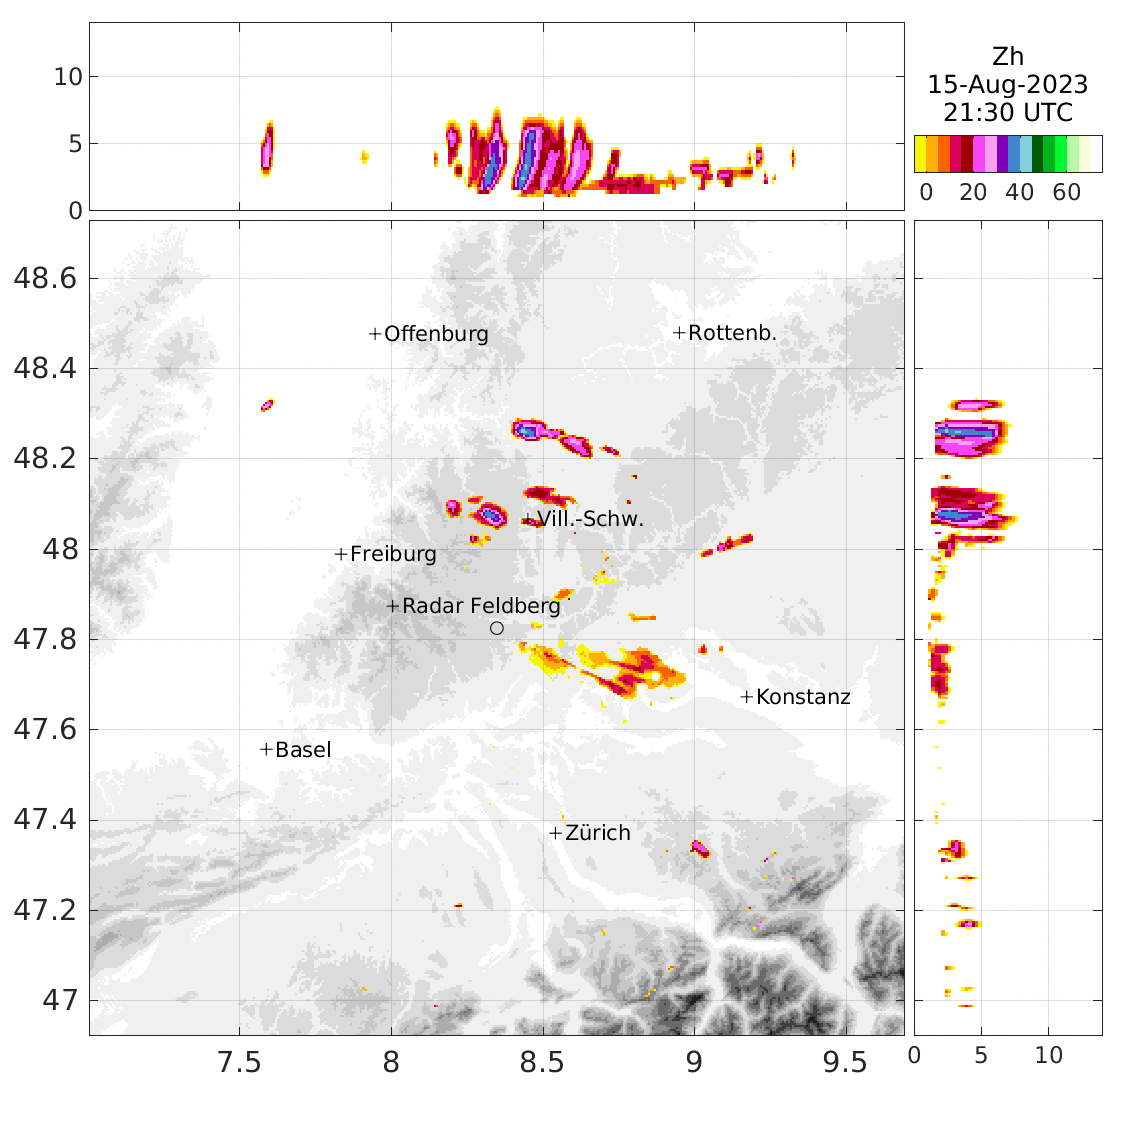 10
5
0
Zh
15-Aug-2023
21:30 UTC
0 20 40 60
48.6
48.4
48.2
48
47.8
47.6
47.4
47.2
47
+Offenburg
+Rottenb.
+Vill.-Schw.
+Freiburg
+Radar Feldberg
+Konstanz
+Basel
+Zürich
7.5 8 8.5 9 9.5
0 5 10